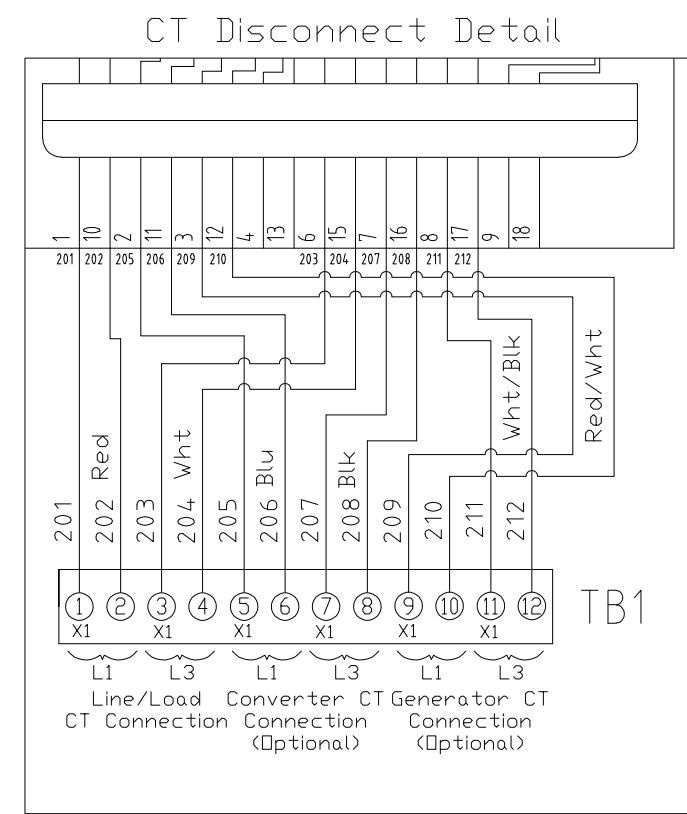 CT Disconnect Detail
1 10 2 11 3 12 4 13 6 15 7 16 8 17 9 18
201 202 205 206 209 210 203 204 207 208 211 212
Red Wht Blu Blk Wht/Blk Red/Wht
201 202 203 204 205 206 207 208 209 210 211 212
1 2 3 4 5 6 7 8 9 10 11 12
TB1
X1 X1 X1 X1 X1 X1
L1 L3 L1 L3 L1 L3
Line/Load Converter CT Generator CT
CT Connection Connection Connection
(Optional) (Optional)